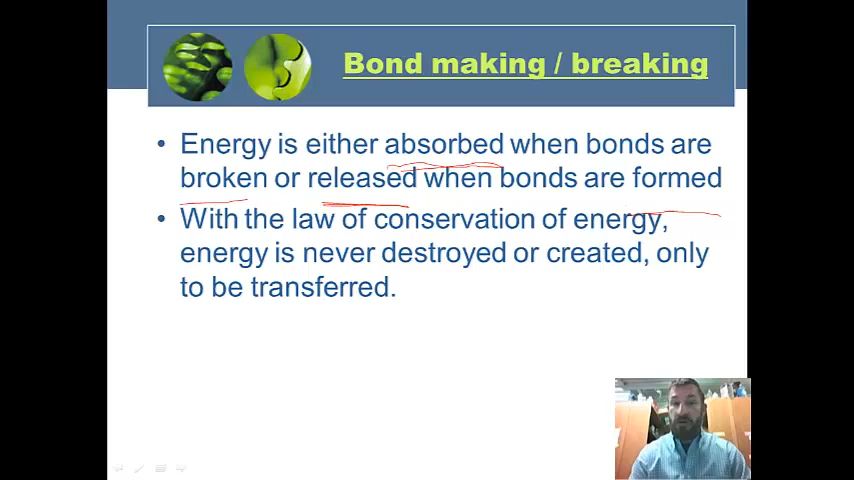 Bond making / breaking
• Energy is either absorbed when bonds are
broken or released when bonds are formed
• With the law of conservation of energy,
energy is never destroyed or created, only
to be transferred.